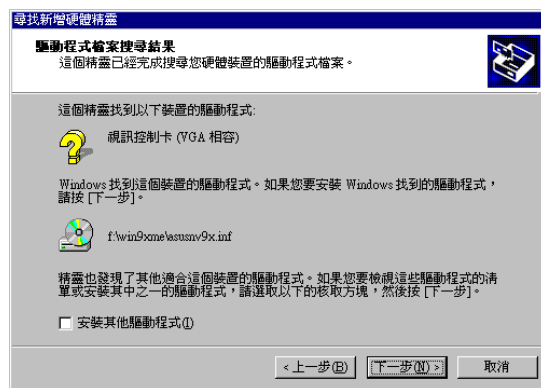 尋找新增硬體精靈
驅動程式檔案搜尋結果
這個精靈已經完成搜尋您硬體裝置的驅動程式檔案。
這個精靈找到以下裝置的驅動程式:
視訊控制卡 (VGA 相容)
Windows 找到這個裝置的驅動程式。如果您要安裝 Windows 找到的驅動程式，
請按 [下一步]。
f:\win9xme\asusnv9x.inf
精靈也發現了其他適合這個裝置的驅動程式。如果您要檢視這些驅動程式的清
單或安裝其中之一的驅動程式，請選取以下的核取方塊，然後按 [下一步]。
安裝其他驅動程式(I)
< 上一步(B) 下一步(N) > 取消